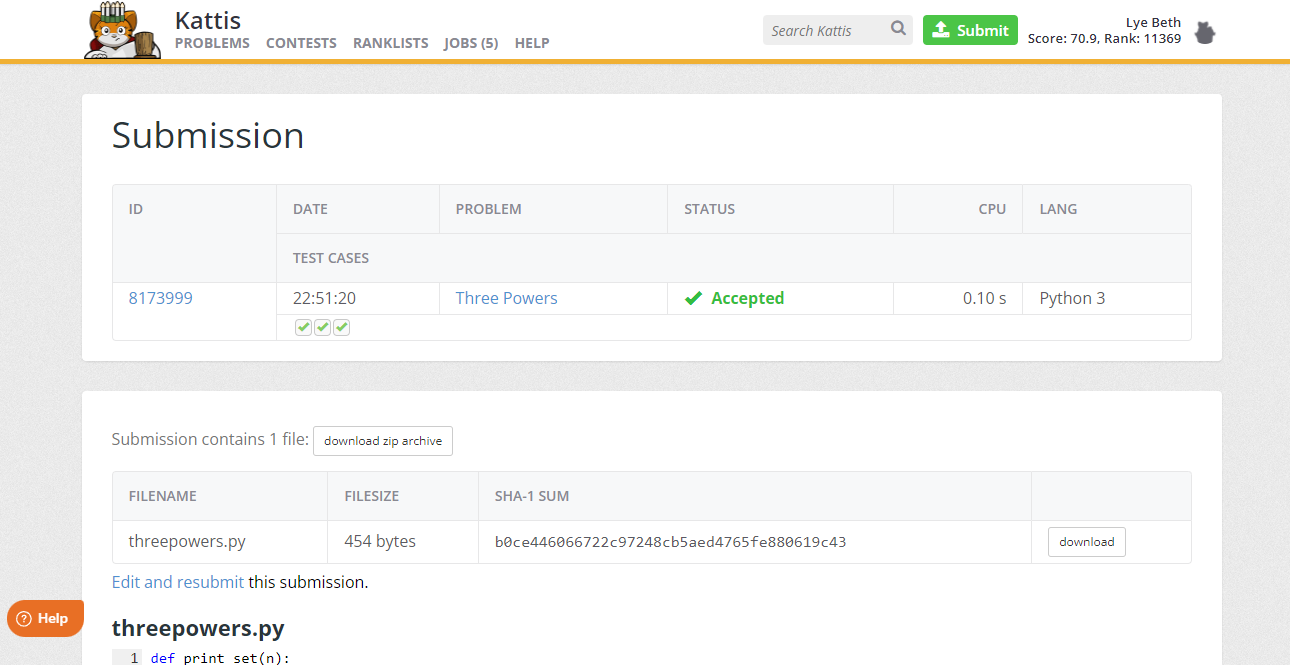 Kattis
PROBLEMS CONTESTS RANKLISTS JOBS (5) HELP
Search Kattis
Submit
Lye Beth
Score: 70.9, Rank: 11369
Submission
ID DATE PROBLEM STATUS CPU LANG
TEST CASES
8173999 22:51:20 Three Powers Accepted 0.10 s Python 3
Submission contains 1 file: download zip archive
FILENAME FILESIZE SHA-1 SUM
threepowers.py 454 bytes b0ce446066722c97248cb5aed4765fe880619c43 download
Edit and resubmit this submission.
Help
threepowers.py
1 def print_set(n):